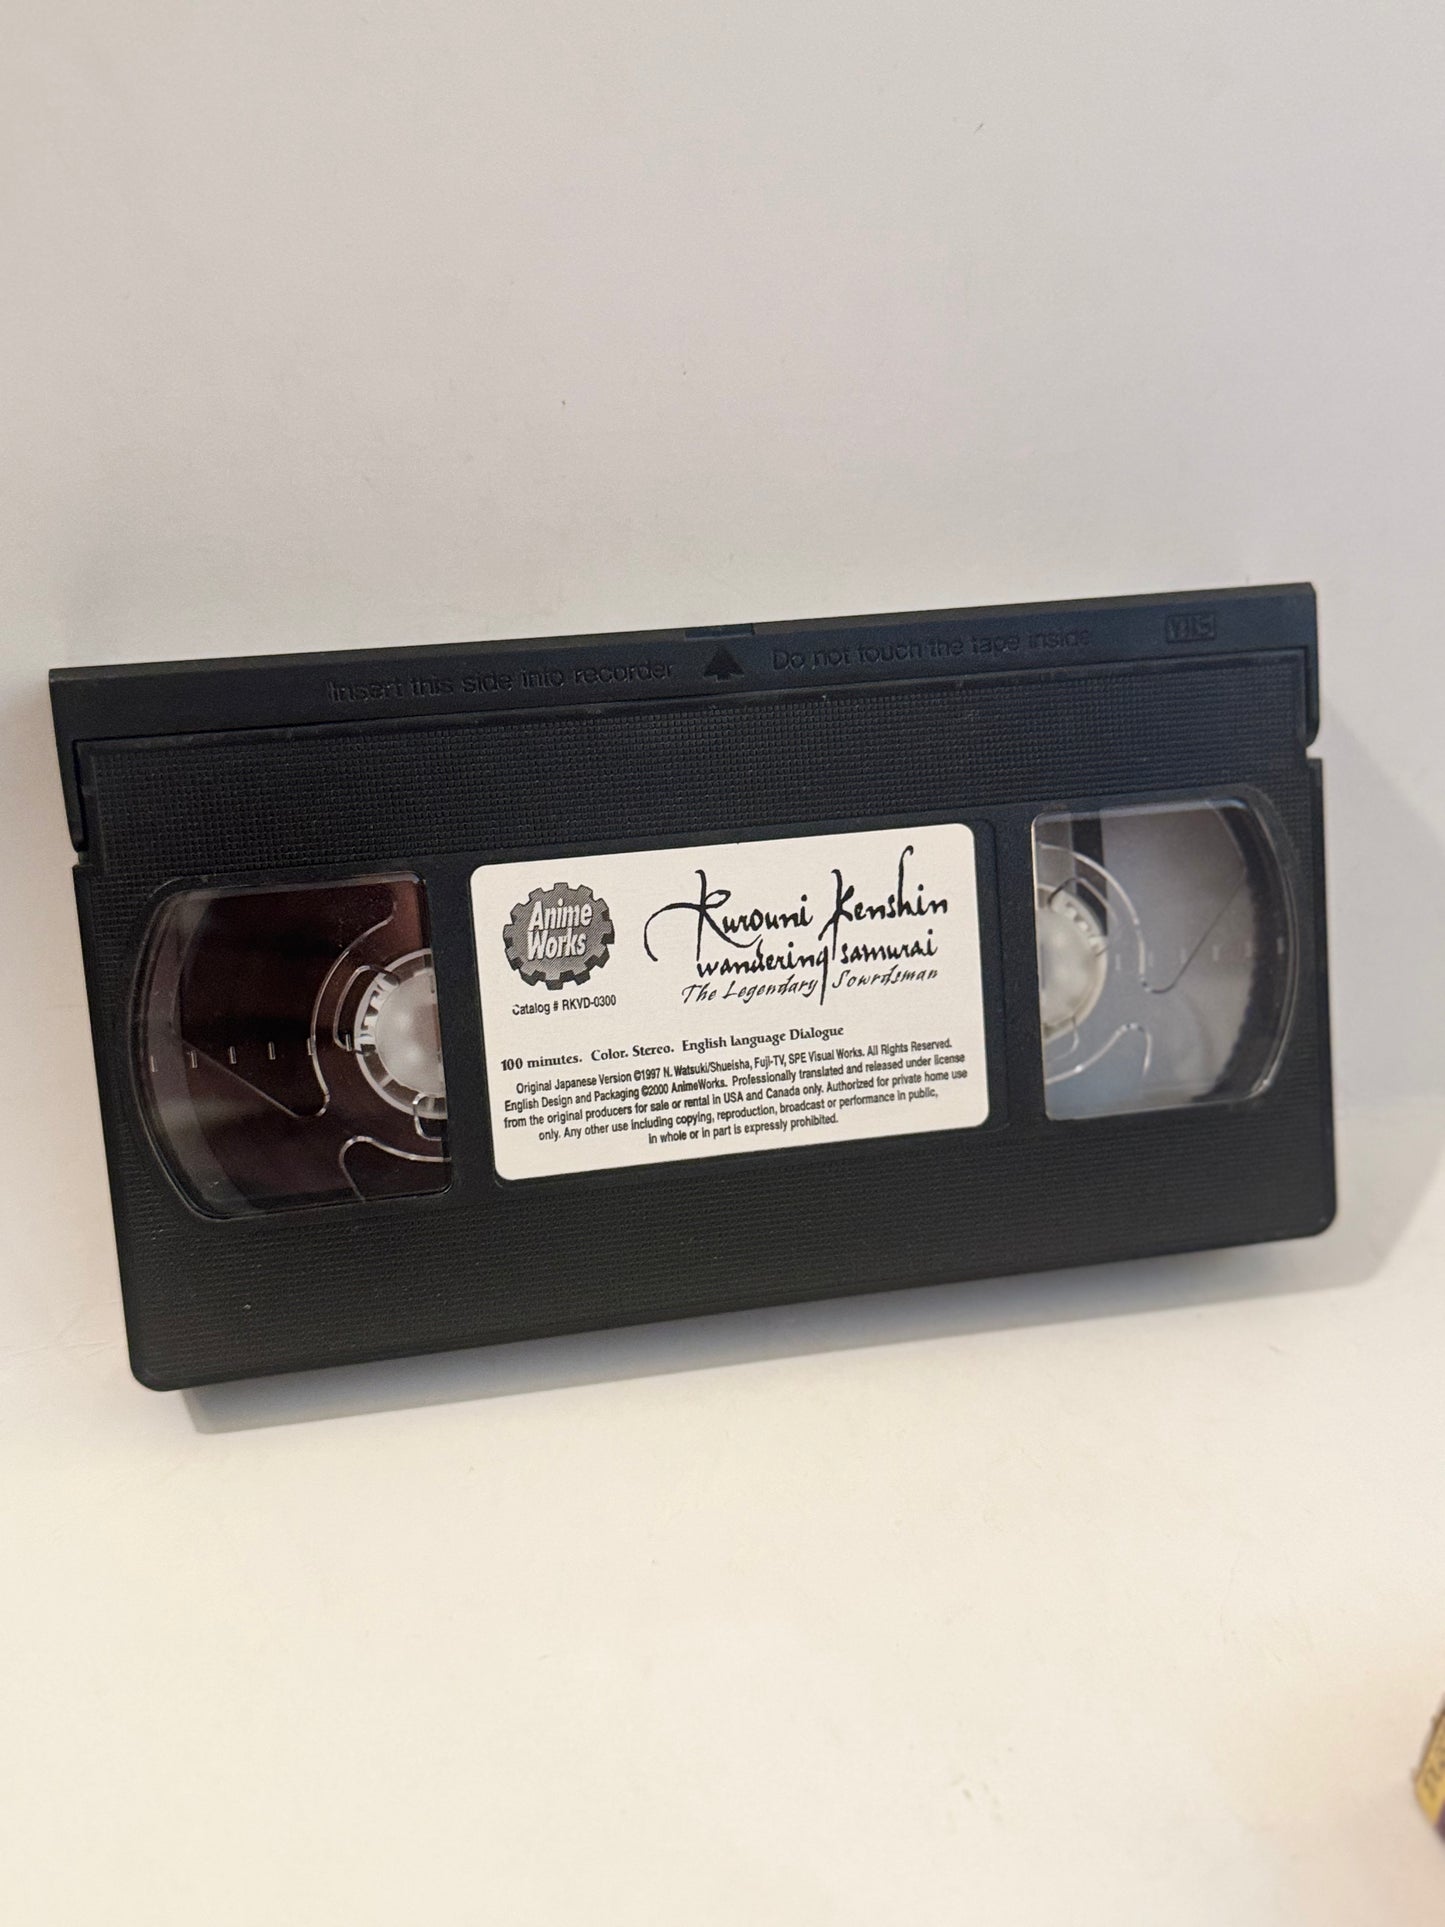 Insert this side into recorder
Do not touch the tape inside
VHS
Anime
Works
Catalog # RKVD-0300
Rurouni Kenshin
wandering samurai
The Legendary Sowrdsman
100 minutes. Color. Stereo. English Language Dialogue
Original Japanese Version ©1997 N. Watsuki/Shueisha, Fuji-TV, SPE Visual Works. All Rights Reserved.
English Design and Packaging ©2000 AnimeWorks. Professionally translated and released under license
from the original producers for sale or rental in USA and Canada only. Authorized for private home use
only. Any other use including copying, reproduction, broadcast or performance in public,
in whole or in part is expressly prohibited.